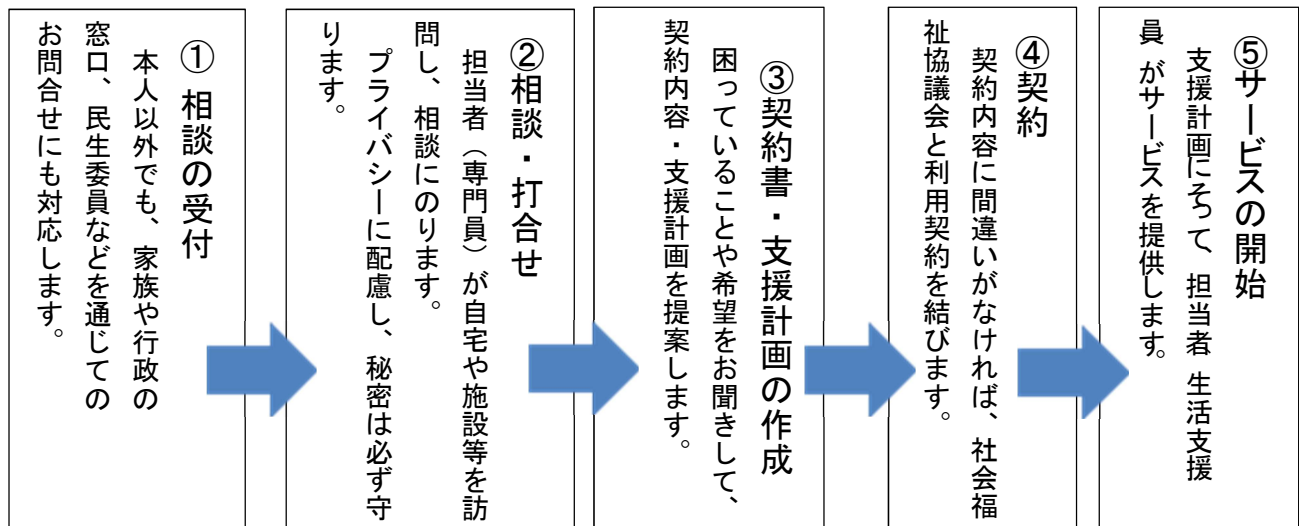 ① 相談の受付
本人以外でも、家族や行政の
窓口、民生委員などを通じての
お問合せにも対応します。
②相談・打合せ
担当者（専門員）が自宅や施設等を訪
問し、相談にのります。
プライバシーに配慮し、秘密は必ず守
ります。
③契約書・支援計画の作成
困っていることや希望をお聞きして、
契約内容・支援計画を提案します。
④契約
契約内容に間違いがなければ、社会福
祉協議会と利用契約を結びます。
⑤サービスの開始
支援計画にそって、担当者 生活支援
員 がサービスを提供します。